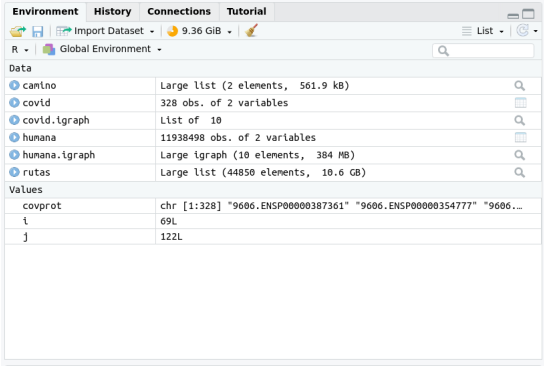 Environment History Connections Tutorial
Import Dataset 9.36 GiB List
R Global Environment
Data
camino Large list (2 elements, 561.9 kB)
covid 328 obs. of 2 variables
covid.igraph List of 10
humana 11938498 obs. of 2 variables
humana.igraph Large igraph (10 elements, 384 MB)
rutas Large list (44850 elements, 10.6 GB)
Values
covprot chr [1:328] "9606.ENSP00000387361" "9606.ENSP00000354777" "9606.…
i 69L
j 122L